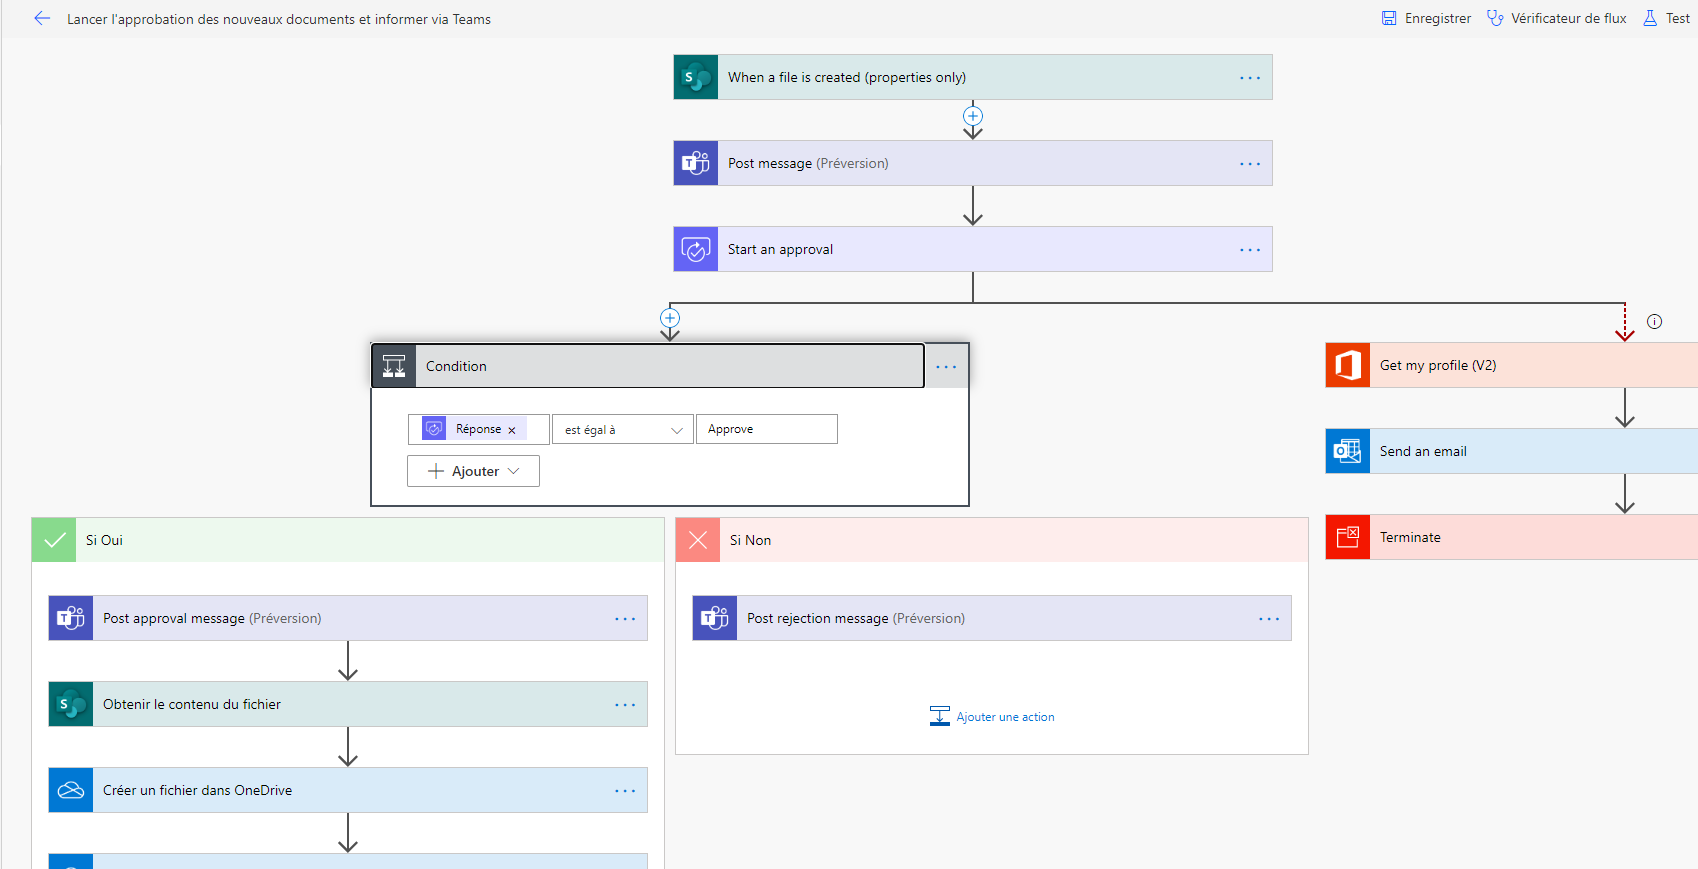 Lancer l'approbation des nouveaux documents et informer via Teams
Enregistrer
Vérificateur de flux
Test
When a file is created (properties only)
Post message (Préversion)
Start an approval
Condition
Get my profile (V2)
Réponse
est égal à
Approve
Ajouter
Send an email
Si Oui
Si Non
Terminate
Post approval message (Préversion)
Post rejection message (Préversion)
Obtenir le contenu du fichier
Ajouter une action
Créer un fichier dans OneDrive